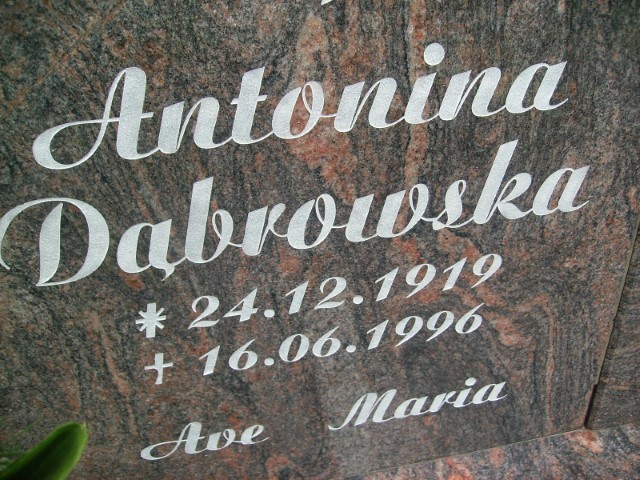 Antonina
Dąbrowska
* 24.12.1919
+ 16.06.1996
Ave Maria